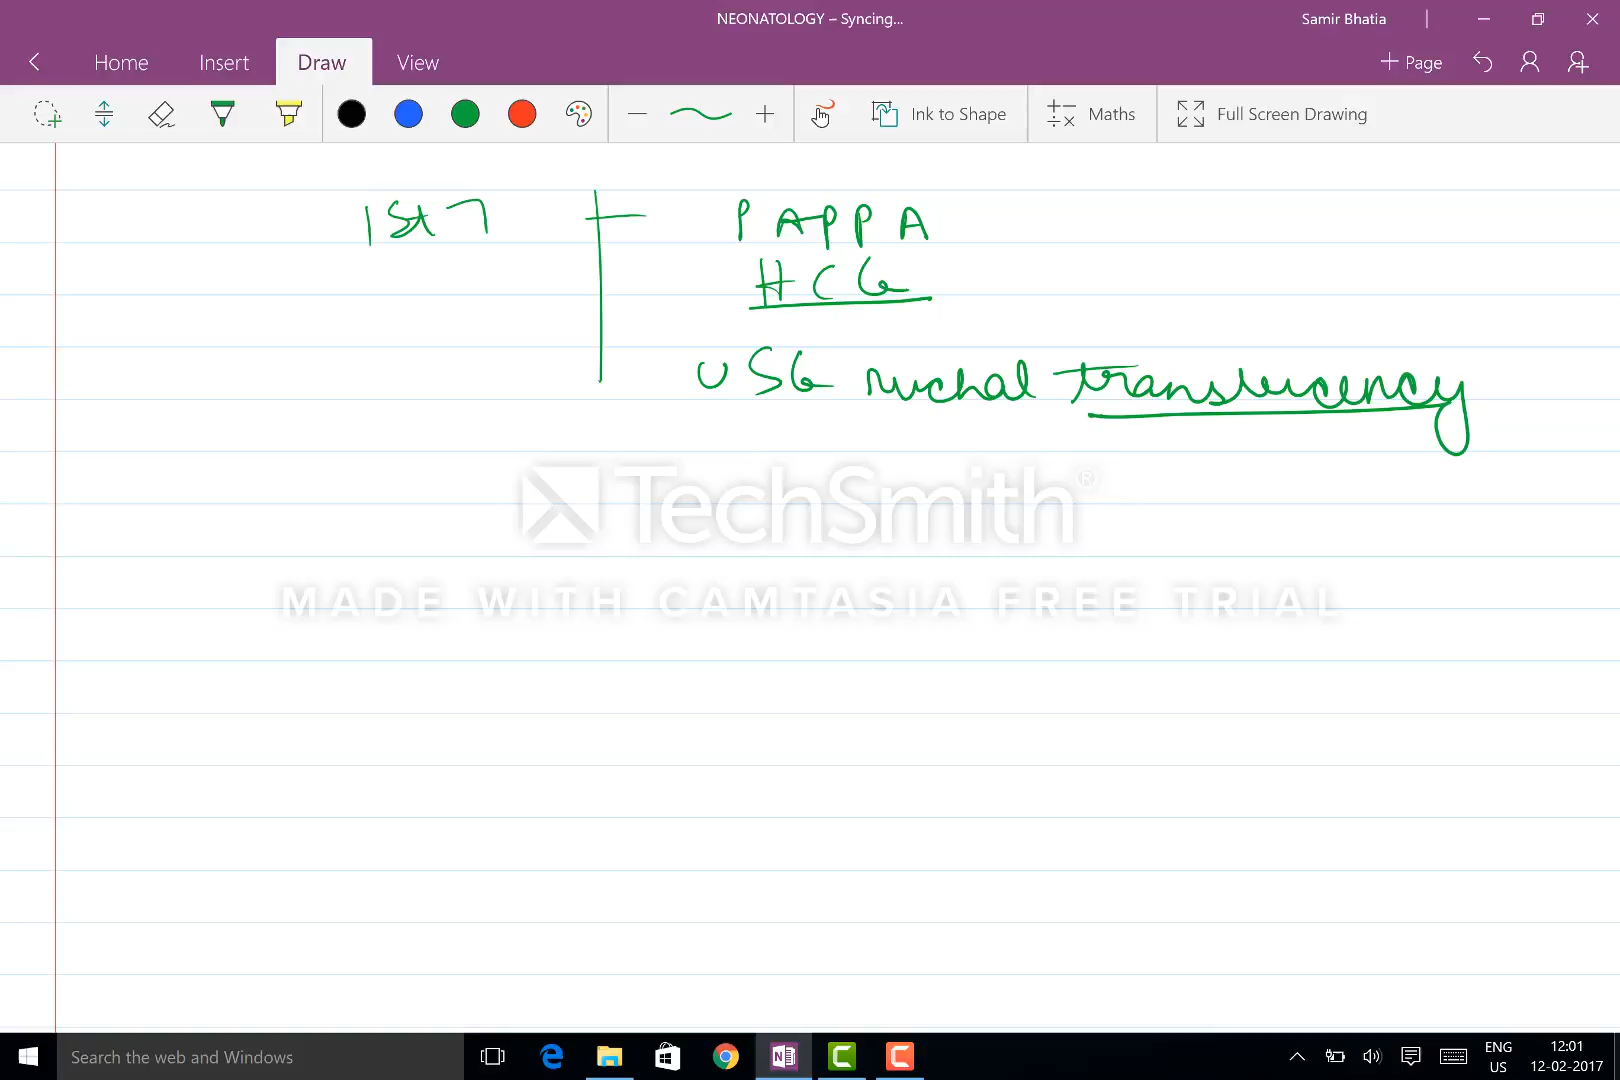 NEONATOLOGY – Syncing...
Samir Bhatia
Home Insert Draw View
Page
Ink to Shape Maths Full Screen Drawing
1st T PAPPA
HCG
USG nuchal translucency
TechSmith®
MADE WITH CAMTASIA FREE TRIAL
Search the web and Windows
ENG 12:01
US 12-02-2017